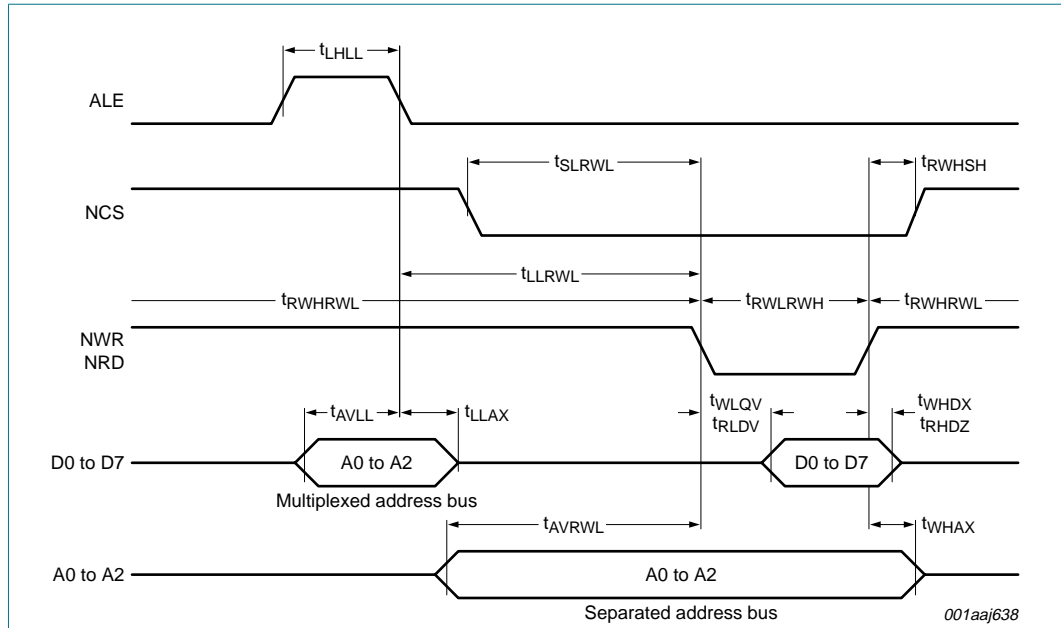 tLHLL
ALE
tSLRWL
tRWHSH
NCS
tLLRWL
tRWHRWL
tRWLRWH
tRWHRWL
NWR
NRD
tAVLL
tLLAX
tWLQV
tRLDV
tWHDX
tRHDZ
D0 to D7
A0 to A2
D0 to D7
Multiplexed address bus
tAVRWL
tWHAX
A0 to A2
A0 to A2
Separated address bus
001aaj638